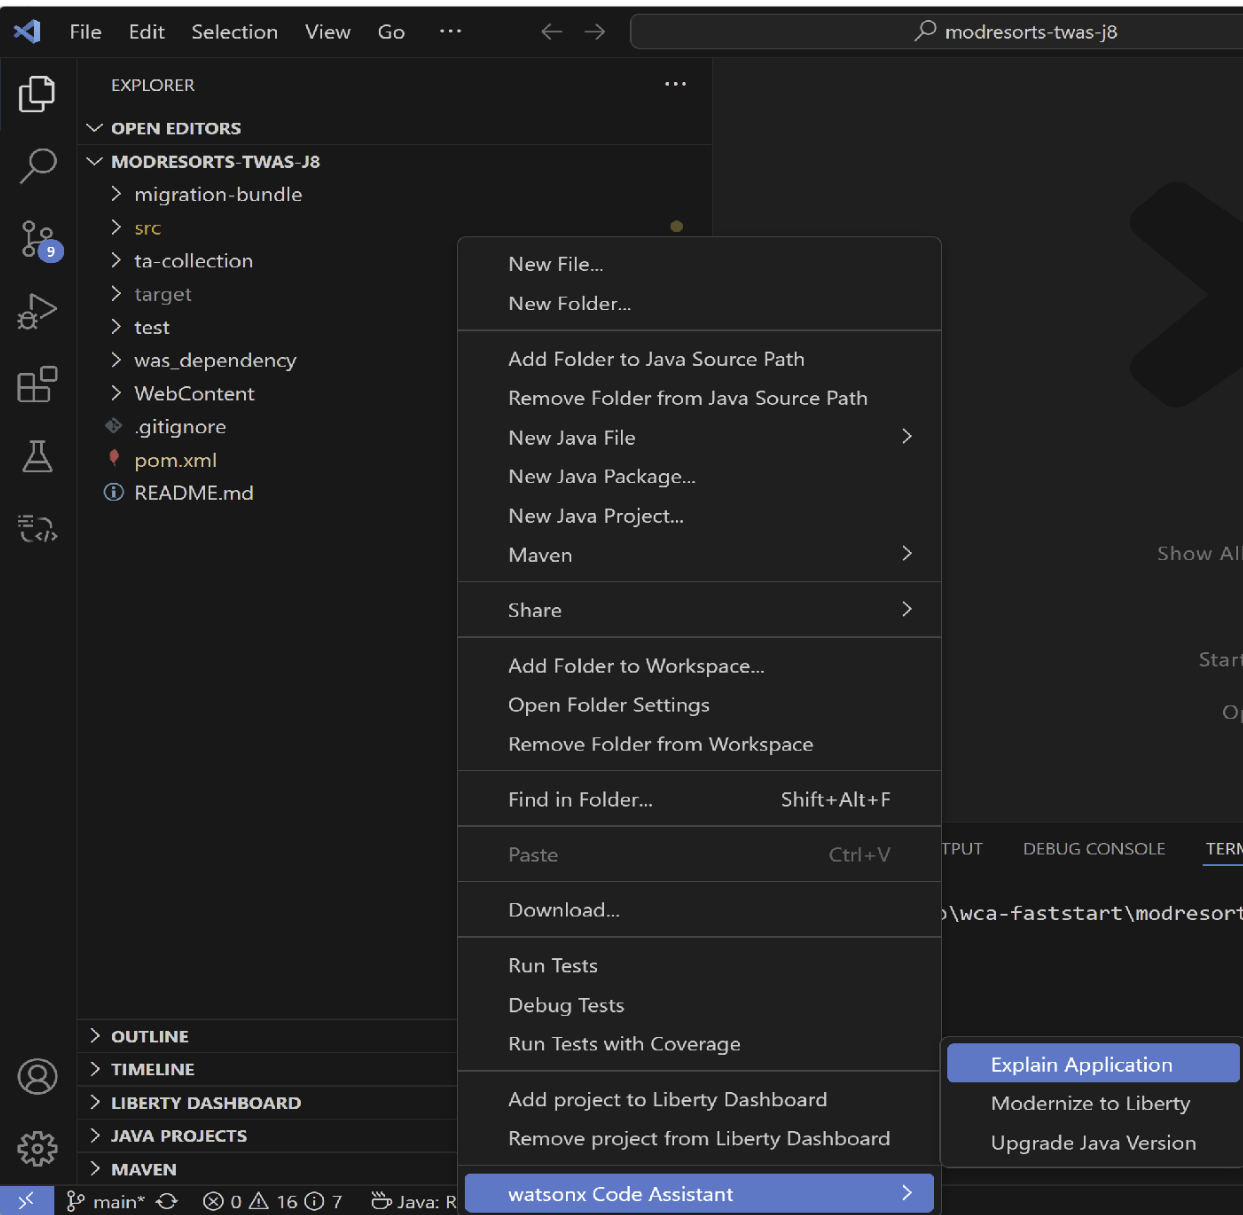 File Edit Selection View Go ···
modresorts-twas-j8
EXPLORER
OPEN EDITORS
MODRESORTS-TWAS-J8
migration-bundle
src
ta-collection
target
test
was_dependency
WebContent
.gitignore
pom.xml
README.md
9
New File...
New Folder...
Add Folder to Java Source Path
Remove Folder from Java Source Path
New Java File
New Java Package...
New Java Project...
Maven
Share
Add Folder to Workspace...
Open Folder Settings
Remove Folder from Workspace
Find in Folder... Shift+Alt+F
Paste Ctrl+V
Download...
Run Tests
Debug Tests
Run Tests with Coverage
Add project to Liberty Dashboard
Remove project from Liberty Dashboard
watsonx Code Assistant
Explain Application
Modernize to Liberty
Upgrade Java Version
Show All
Start
Op
TPUT DEBUG CONSOLE TERM
\wca-faststart\modresort
OUTLINE
TIMELINE
LIBERTY DASHBOARD
JAVA PROJECTS
MAVEN
main* 0 16 7 Java: R